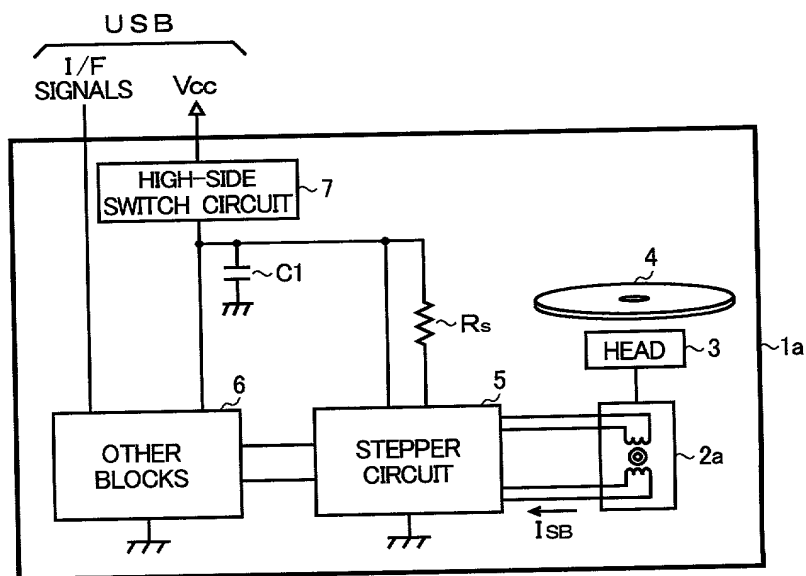 USB
I/F
SIGNALS
Vcc
HIGH-SIDE
SWITCH CIRCUIT
7
C1
Rs
4
HEAD
3
1a
6
5
OTHER
BLOCKS
STEPPER
CIRCUIT
2a
ISB